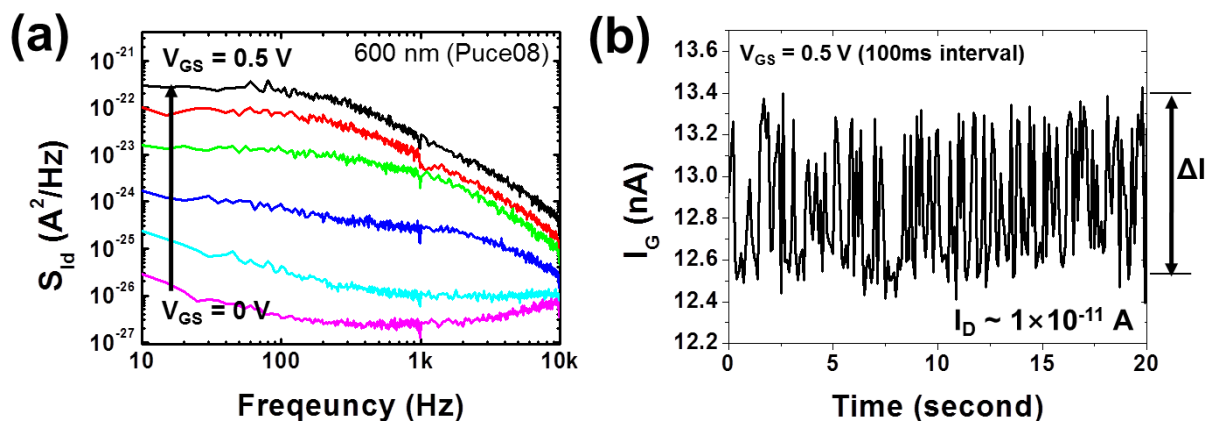 (a)
10⁻²¹
10⁻²²
10⁻²³
10⁻²⁴
10⁻²⁵
10⁻²⁶
10⁻²⁷
S_Id (A²/Hz)
V_GS = 0.5 V
600 nm (Puce08)
V_GS = 0 V
10 100 1k 10k
Freqeuncy (Hz)
(b)
13.6
13.4
13.2
13.0
12.8
12.6
12.4
12.2
I_G (nA)
V_GS = 0.5 V (100ms interval)
ΔI
I_D ~ 1×10⁻¹¹ A
0 5 10 15 20
Time (second)